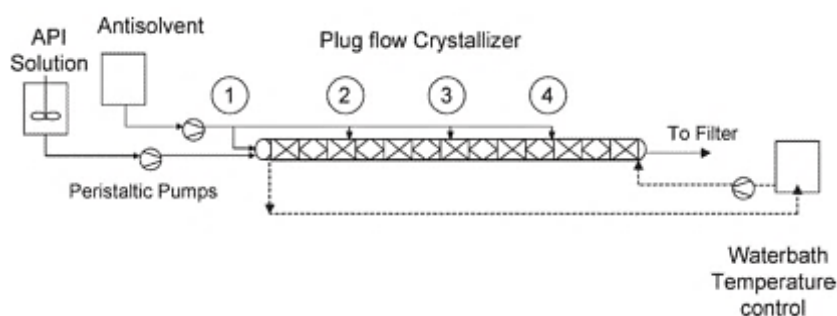 API
Solution
Antisolvent
Plug flow Crystallizer
1
2
3
4
To Filter
Peristaltic Pumps
Waterbath
Temperature
control